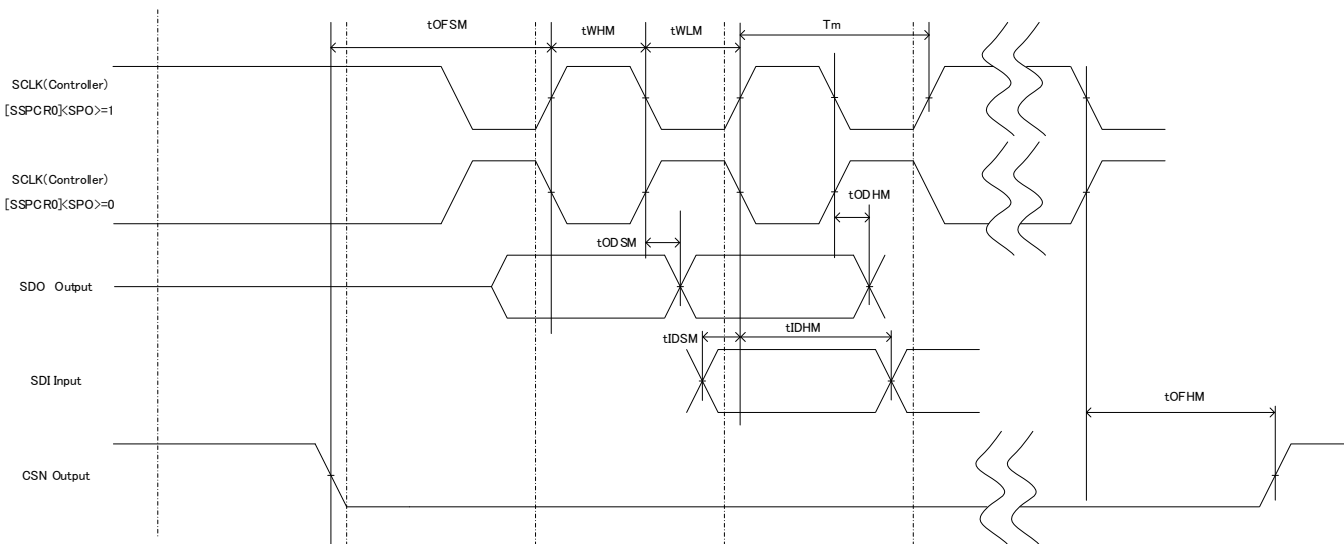 tOFSM
tWHM
tWLM
Tm
SCLK(Controller)
[SSPCR0]<SPO>=1
SCLK(Controller)
[SSPCR0]<SPO>=0
tODHM
tODSM
SDO Output
tIDSM
tIDHM
SDI Input
tOFHM
CSN Output